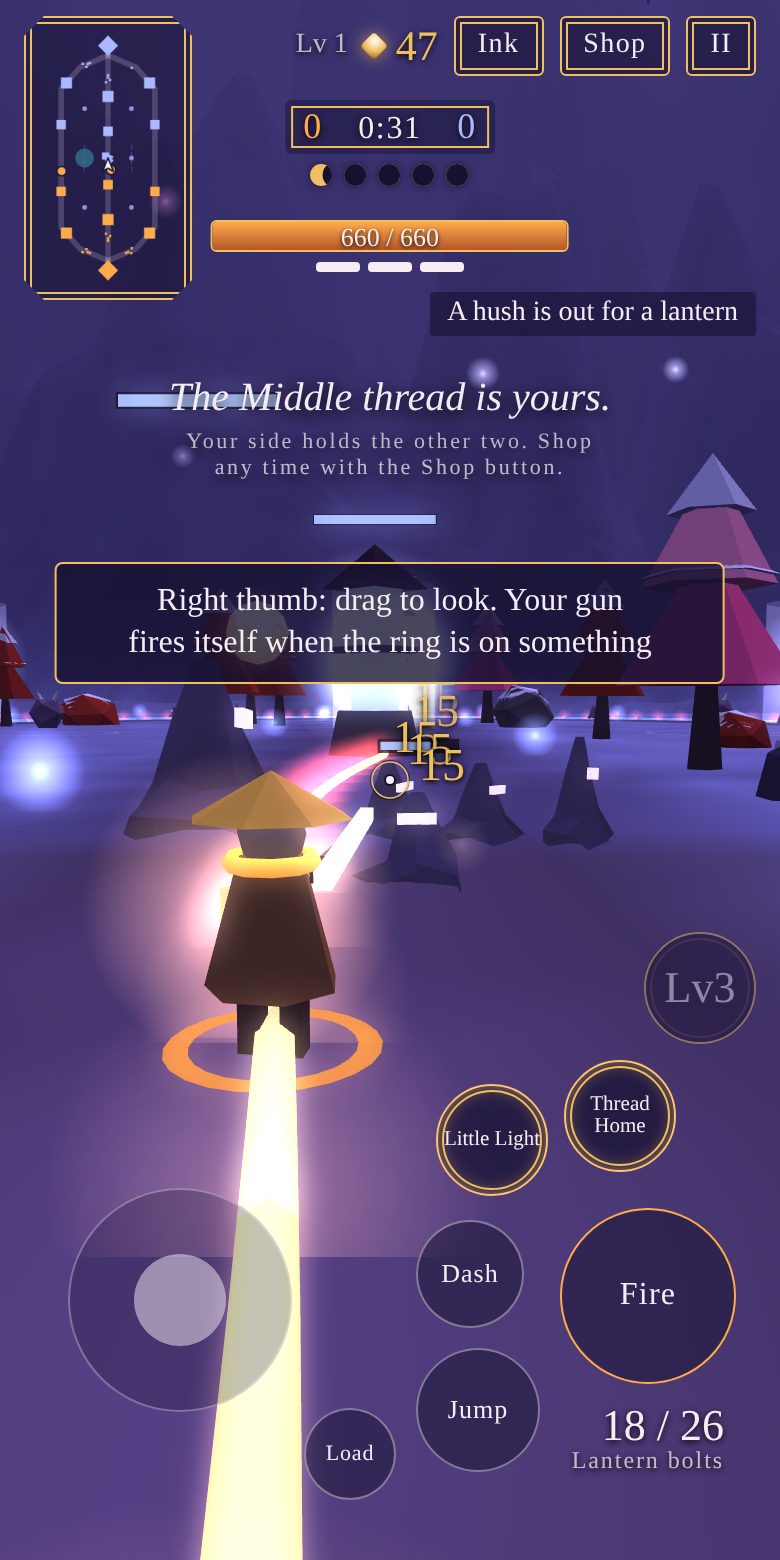 Lv 1 47 Ink Shop II
0 0:31 0
660 / 660
A hush is out for a lantern
The Middle thread is yours.
Your side holds the other two. Shop
any time with the Shop button.
Right thumb: drag to look. Your gun
fires itself when the ring is on something
15
15
15
15
Lv3
Thread
Home
Little Light
Dash
Fire
Jump
18 / 26
Load
Lantern bolts